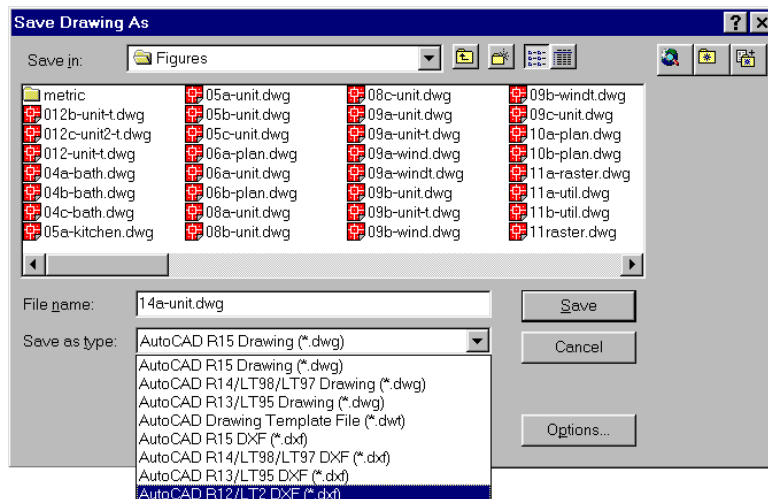 Save Drawing As
Save in: Figures
metric 05a-unit.dwg 08c-unit.dwg 09b-windt.dwg
012b-unit-t.dwg 05b-unit.dwg 09a-unit.dwg 09c-unit.dwg
012c-unit2-t.dwg 05c-unit.dwg 09a-unit-t.dwg 10a-plan.dwg
012-unit-t.dwg 06a-plan.dwg 09a-wind.dwg 10b-plan.dwg
04a-bath.dwg 06a-unit.dwg 09a-windt.dwg 11a-raster.dwg
04b-bath.dwg 06b-plan.dwg 09b-unit.dwg 11a-util.dwg
04c-bath.dwg 08a-unit.dwg 09b-unit-t.dwg 11b-util.dwg
05a-kitchen.dwg 08b-unit.dwg 09b-wind.dwg 11raster.dwg
File name: 14a-unit.dwg Save
Save as type: AutoCAD R15 Drawing (*.dwg) Cancel
AutoCAD R15 Drawing (*.dwg)
AutoCAD R14/LT98/LT97 Drawing (*.dwg)
AutoCAD R13/LT95 Drawing (*.dwg)
AutoCAD Drawing Template File (*.dwt)
AutoCAD R15 DXF (*.dxf) Options...
AutoCAD R14/LT98/LT97 DXF (*.dxf)
AutoCAD R13/LT95 DXF (*.dxf)
AutoCAD R12/LT2 DXF (*.dxf)